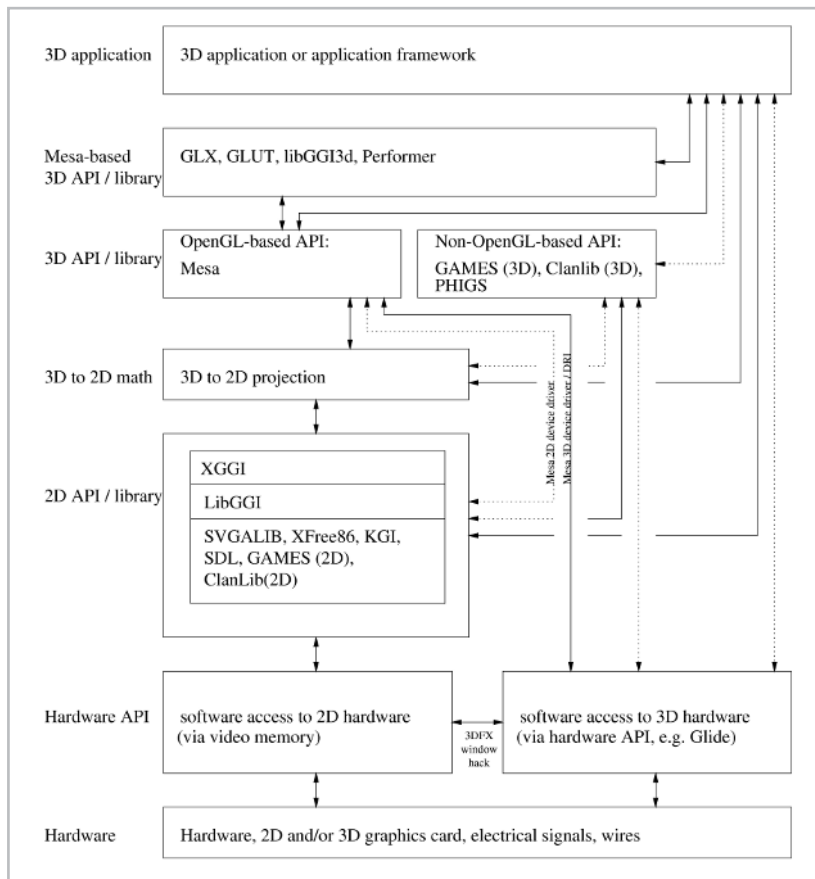 3D application
3D application or application framework
Mesa-based
3D API / library
GLX, GLUT, libGGI3d, Performer
3D API / library
OpenGL-based API:
Mesa
Non-OpenGL-based API:
GAMES (3D), Clanlib (3D),
PHIGS
3D to 2D math
3D to 2D projection
Mesa 2D device driver
Mesa 3D device driver / DRI
2D API / library
XGGI
LibGGI
SVGALIB, XFree86, KGI,
SDL, GAMES (2D),
ClanLib(2D)
Hardware API
software access to 2D hardware
(via video memory)
3DFX
window
hack
software access to 3D hardware
(via hardware API, e.g. Glide)
Hardware
Hardware, 2D and/or 3D graphics card, electrical signals, wires